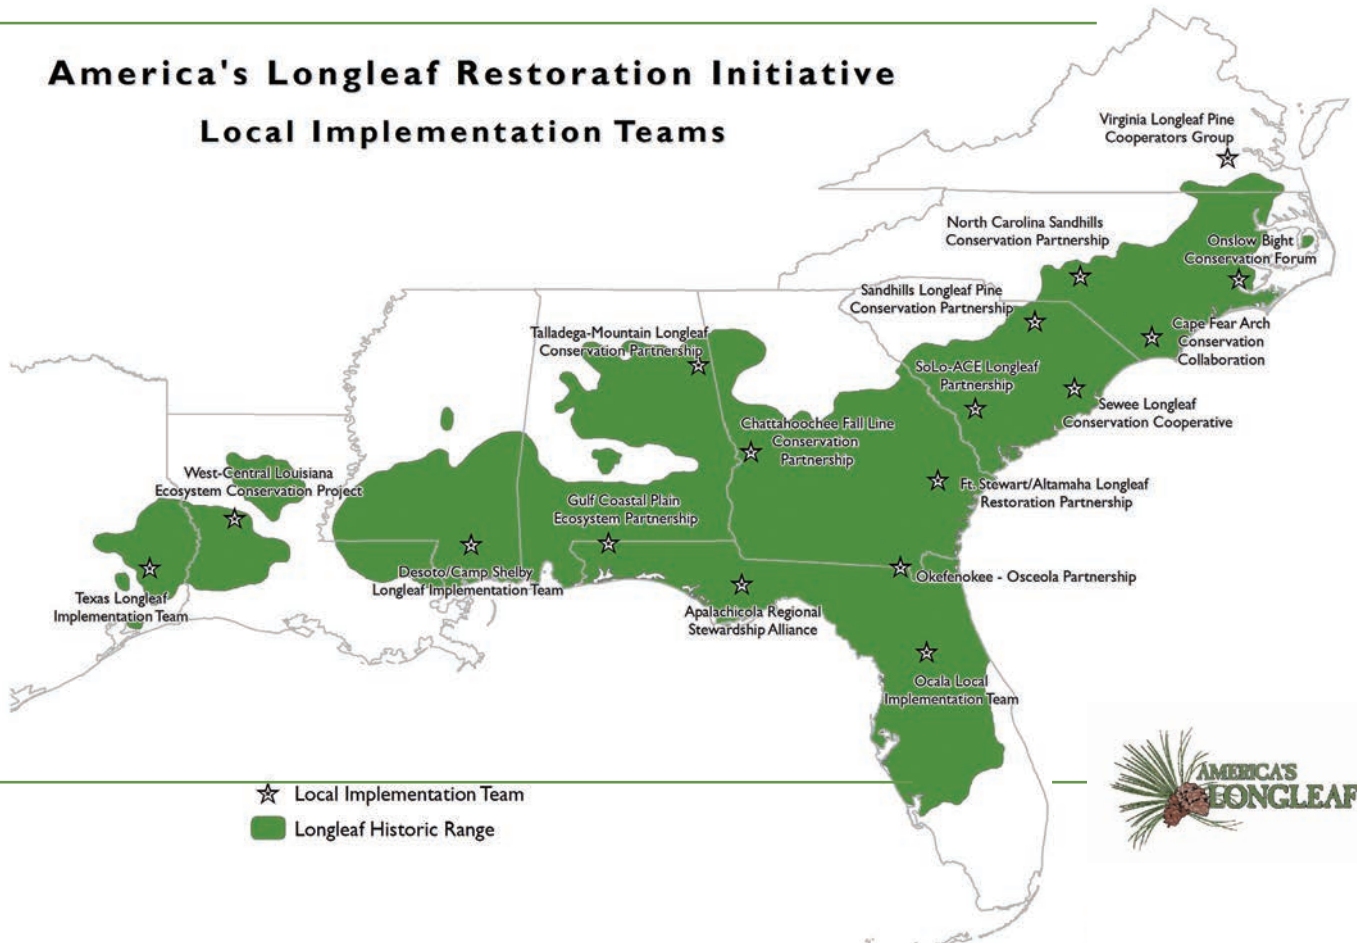 America's Longleaf Restoration Initiative
Local Implementation Teams
Virginia Longleaf Pine
Cooperators Group
North Carolina Sandhills
Conservation Partnership
Onslow Bight
Conservation Forum
Sandhills Longleaf Pine
Conservation Partnership
Cape Fear Arch
Conservation
Collaboration
Talladega-Mountain Longleaf
Conservation Partnership
SoLo-ACE Longleaf
Partnership
Sewee Longleaf
Conservation Cooperative
Chattahoochee Fall Line
Conservation
Partnership
West-Central Louisiana
Ecosystem Conservation Project
Ft. Stewart/Altamaha Longleaf
Restoration Partnership
Gulf Coastal Plain
Ecosystem Partnership
Desoto/Camp Shelby
Longleaf Implementation Team
Okefenokee - Osceola Partnership
Texas Longleaf
Implementation Team
Apalachicola Regional
Stewardship Alliance
Ocala Local
Implementation Team
Local Implementation Team
Longleaf Historic Range
AMERICA'S
LONGLEAF